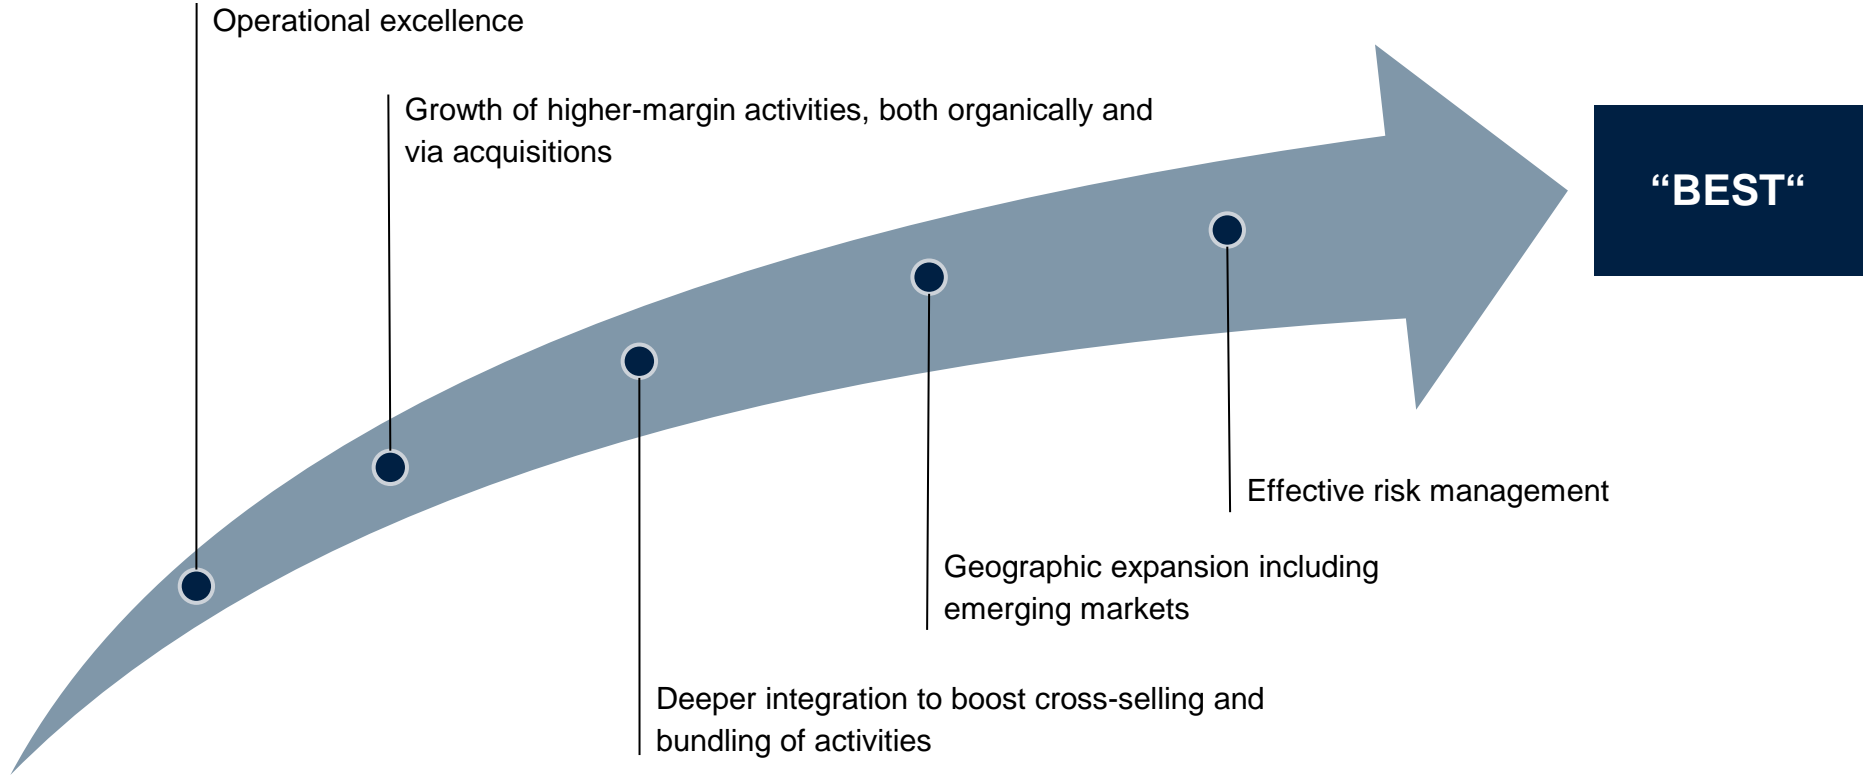 Operational excellence
Growth of higher-margin activities, both organically and
via acquisitions
“BEST“
Effective risk management
Geographic expansion including
emerging markets
Deeper integration to boost cross-selling and
bundling of activities